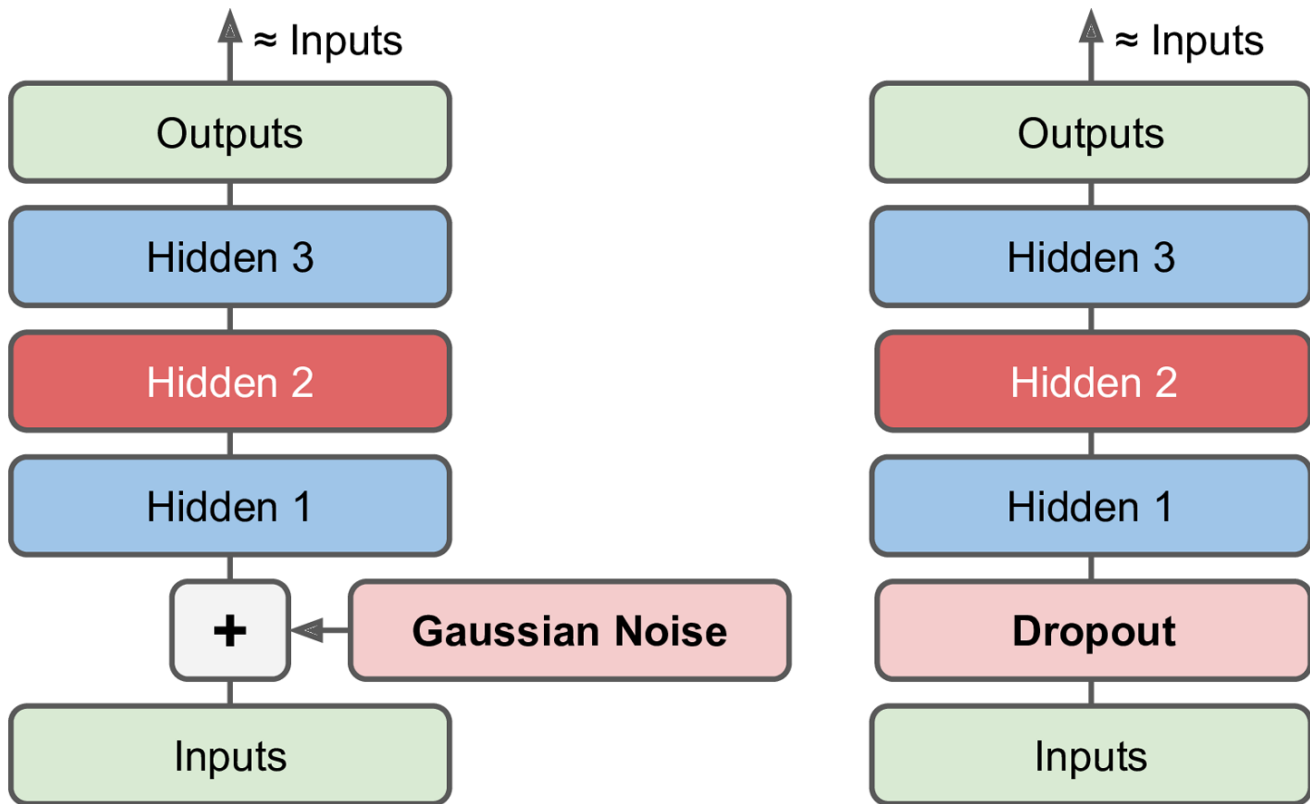 ≈ Inputs
Outputs
Hidden 3
Hidden 2
Hidden 1
+
Gaussian Noise
Inputs
≈ Inputs
Outputs
Hidden 3
Hidden 2
Hidden 1
Dropout
Inputs